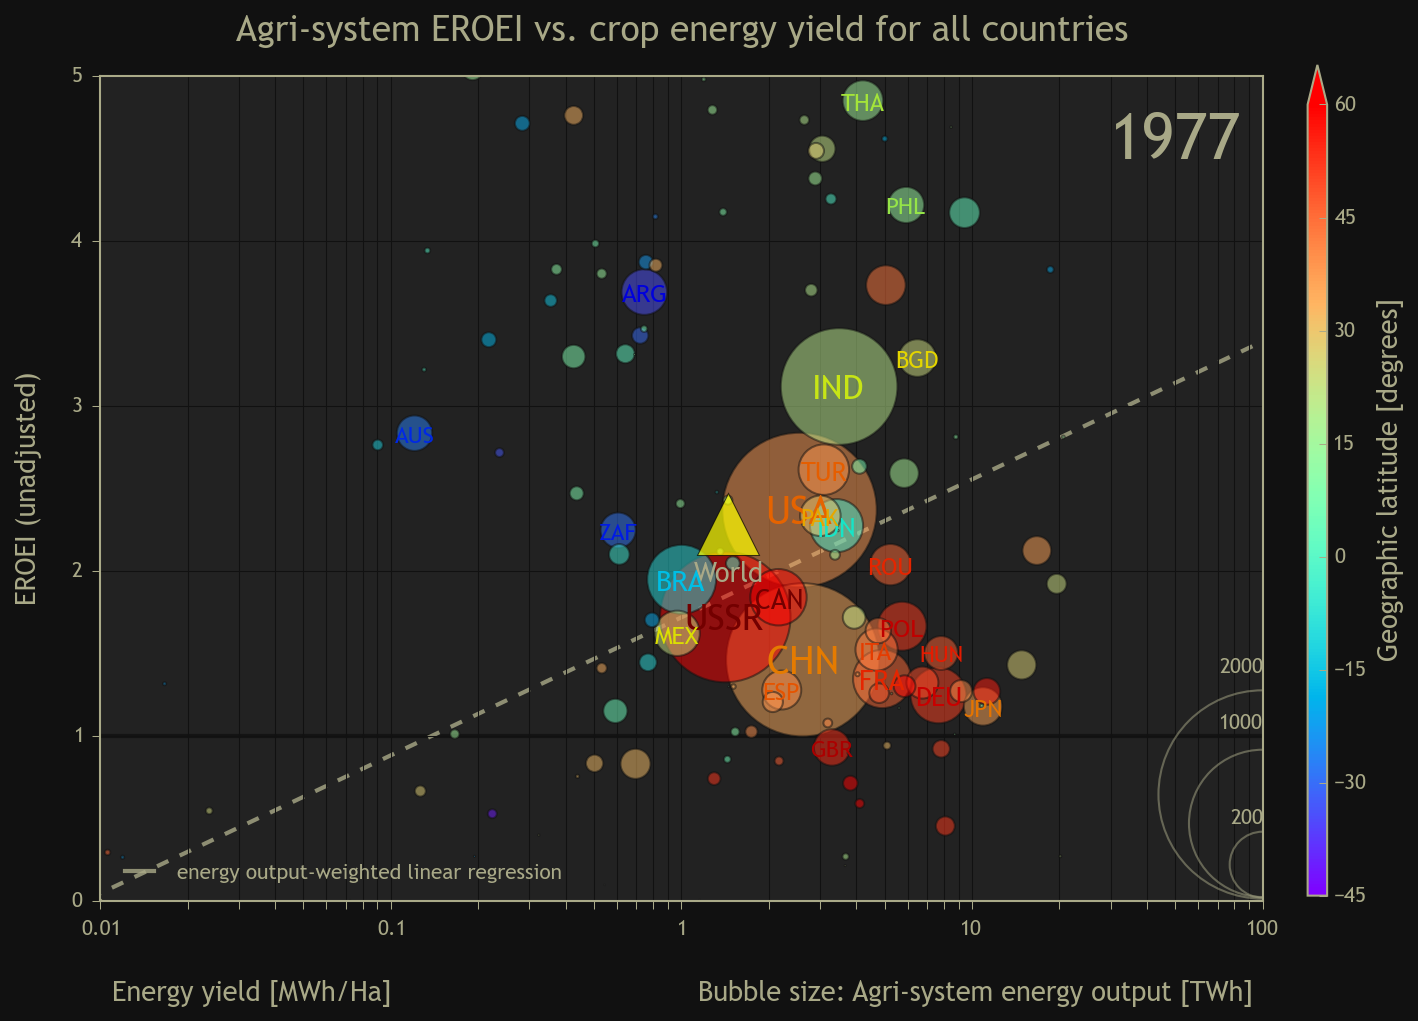 Agri-system EROEI vs. crop energy yield for all countries
1977
5
4
3
2
1
0
EROEI (unadjusted)
THA
PHL
ARG
IND
BGD
AUS
TUR
USA
PAK
IDN
ZAF
World
ROU
BRA
CAN
USSR
MEX
POL
ITA
HUN
CHN
FRA
ESP
DEU
JPN
GBR
2000
1000
200
energy output-weighted linear regression
0.01
0.1
1
10
100
Energy yield [MWh/Ha]
Bubble size: Agri-system energy output [TWh]
60
45
30
15
0
−15
−30
−45
Geographic latitude [degrees]